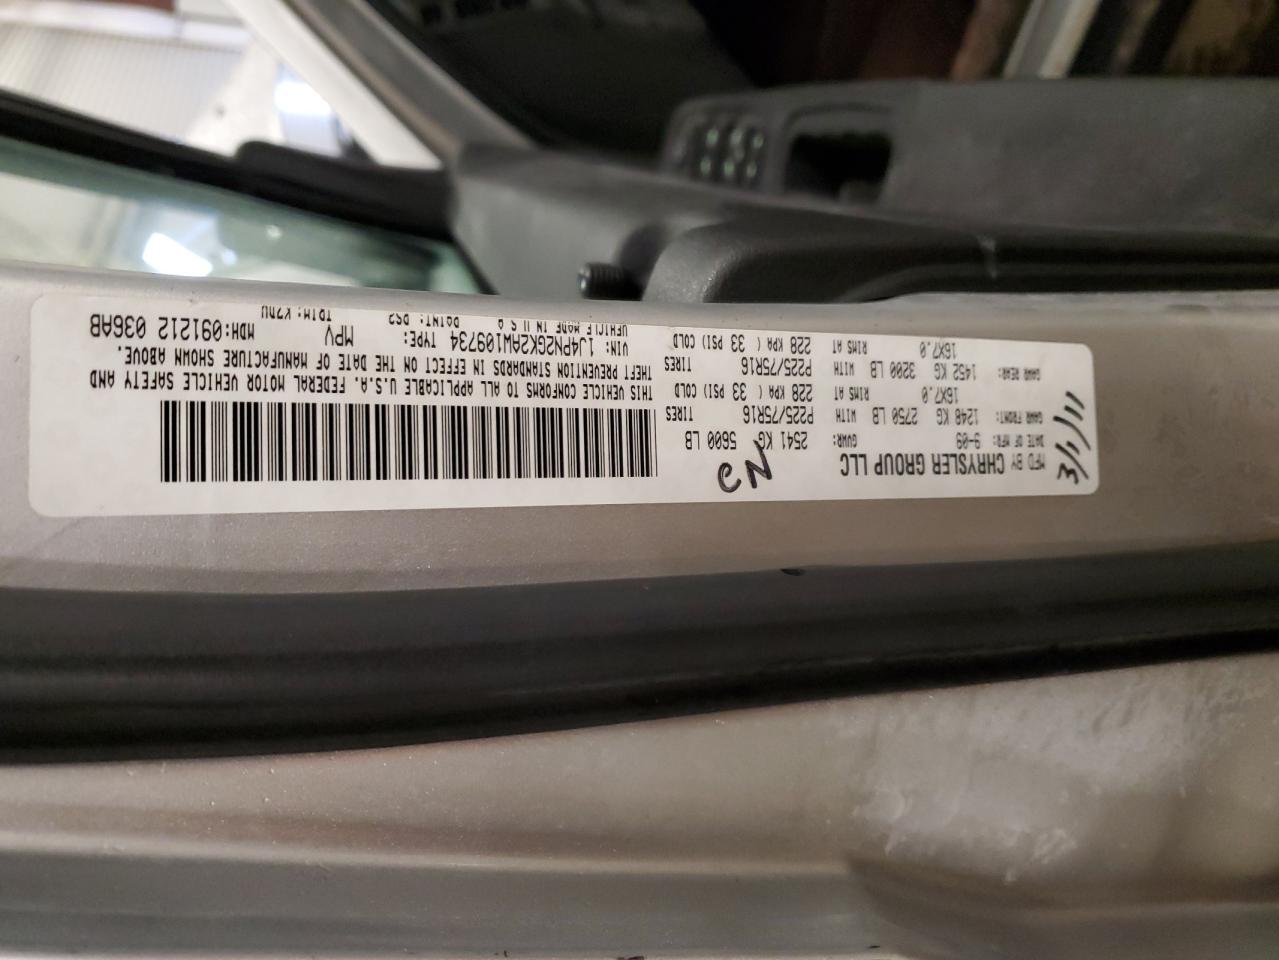 MFD BY CHRYSLER GROUP LLC
DATE OF MFR: 9-09 GVWR: 2541 KG 5600 LB
GAWR FRONT: 1248 KG 2750 LB WITH P225/75R16 TIRES
16X7.0 RIMS AT 228 KPA ( 33 PSI) COLD
GAWR REAR: 1452 KG 3200 LB WITH P225/75R16 TIRES
16X7.0 RIMS AT 228 KPA ( 33 PSI) COLD
THIS VEHICLE CONFORMS TO ALL APPLICABLE U.S.A. FEDERAL MOTOR VEHICLE SAFETY AND
THEFT PREVENTION STANDARDS IN EFFECT ON THE DATE OF MANUFACTURE SHOWN ABOVE.
VIN: 1J4PN2GK2AW109734 TYPE: MPV MDH:091212 036AB
VEHICLE MADE IN U.S.A PAINT: PS2 TRIM: K7DV
CN
3/1/11